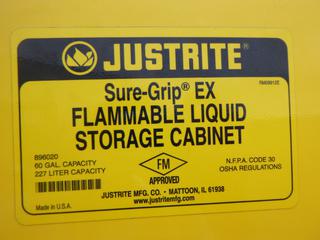 JUSTRITE®
Sure-Grip® EX
FLAMMABLE LIQUID
STORAGE CABINET
896020
60 GAL. CAPACITY
227 LITER CAPACITY
FM
APPROVED
N.F.P.A. CODE 30
OSHA REGULATIONS
JUSTRITE MFG. CO. • MATTOON, IL 61938
www.justritemfg.com
Made in U.S.A.